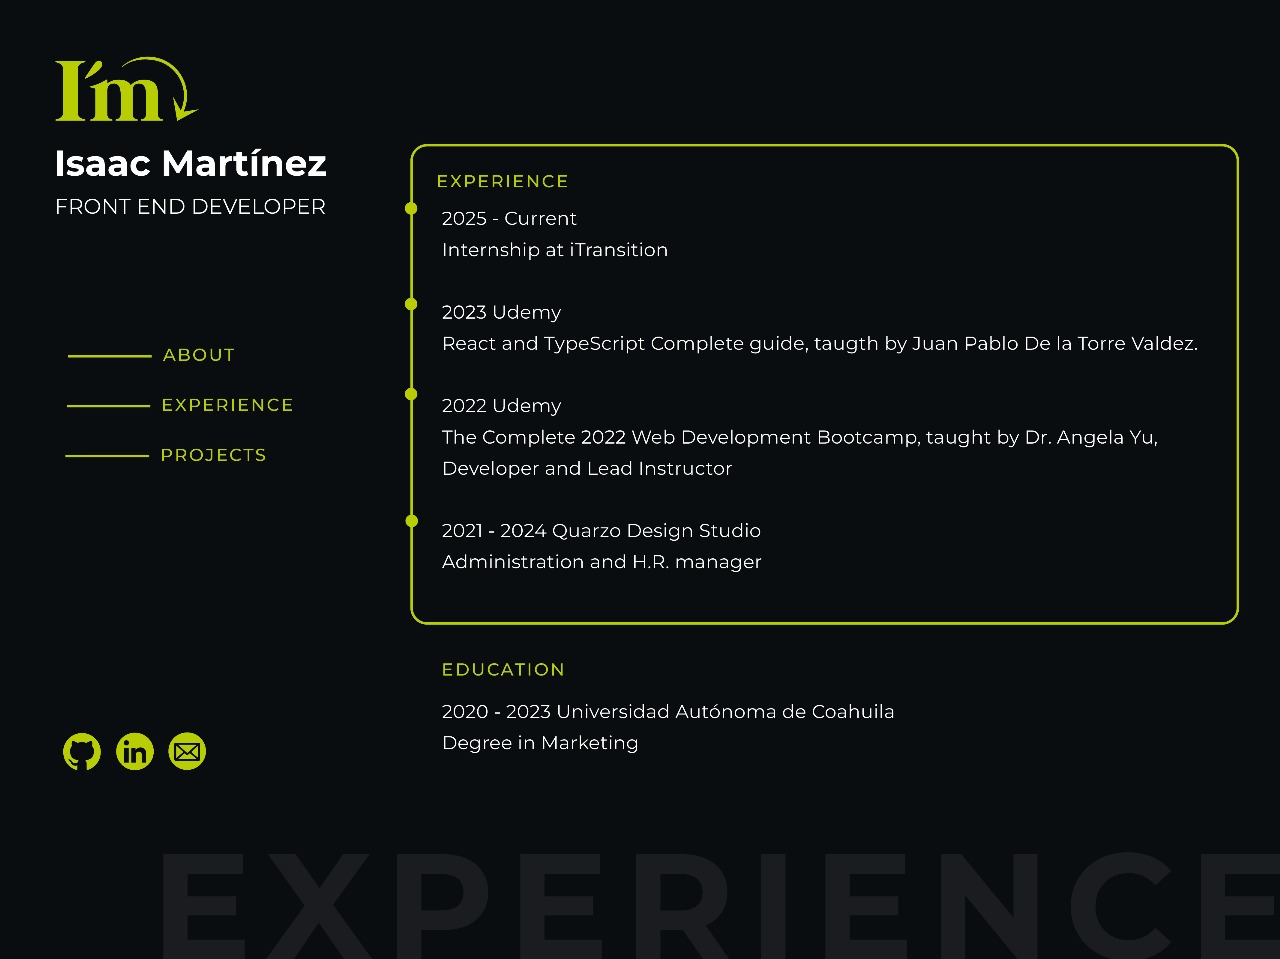 I'm
Isaac Martínez
FRONT END DEVELOPER
ABOUT
EXPERIENCE
PROJECTS
in
EXPERIENCE
2025 - Current
Internship at iTransition
2023 Udemy
React and TypeScript Complete guide, taugth by Juan Pablo De la Torre Valdez.
2022 Udemy
The Complete 2022 Web Development Bootcamp, taught by Dr. Angela Yu,
Developer and Lead Instructor
2021 - 2024 Quarzo Design Studio
Administration and H.R. manager
EDUCATION
2020 - 2023 Universidad Autónoma de Coahuila
Degree in Marketing
EXPERIENCE